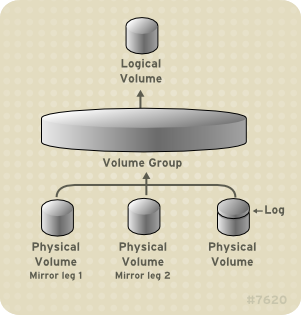 Logical
Volume
Volume Group
Log
Physical
Volume
Mirror leg 1
Physical
Volume
Mirror leg 2
Physical
Volume
#7620